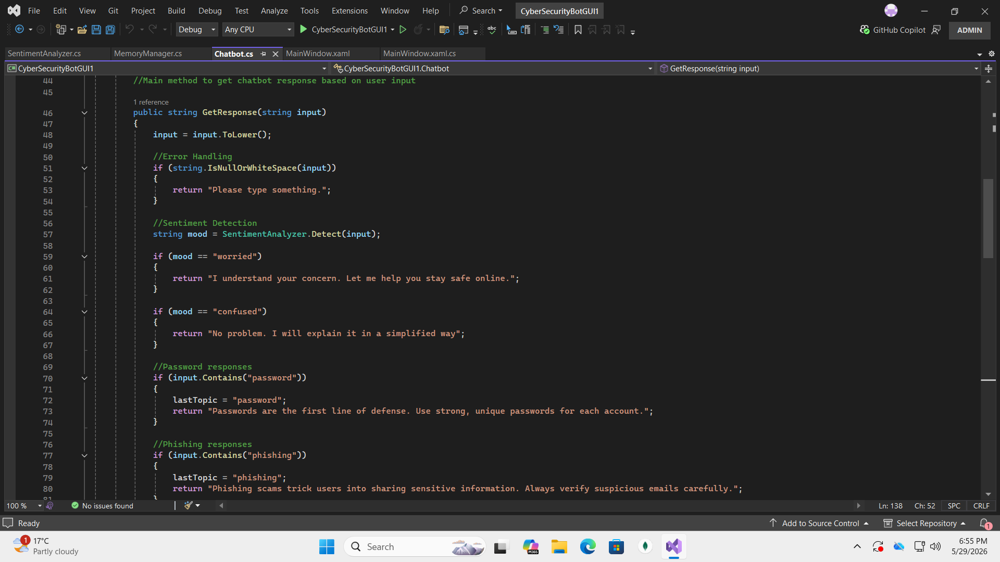 File Edit View Git Project Build Debug Test Analyze Tools Extensions Window Help Search CyberSecurityBotGUI1
Debug Any CPU CyberSecurityBotGUI1 GitHub Copilot ADMIN
SentimentAnalyzer.cs MemoryManager.cs Chatbot.cs MainWindow.xaml MainWindow.xaml.cs
C# CyberSecurityBotGUI1 CyberSecurityBotGUI1.Chatbot GetResponse(string input)
44 //Main method to get chatbot response based on user input
45
1 reference
46 public string GetResponse(string input)
47 {
48 input = input.ToLower();
49
50 //Error Handling
51 if (string.IsNullOrWhiteSpace(input))
52 {
53 return "Please type something.";
54 }
55
56 //Sentiment Detection
57 string mood = SentimentAnalyzer.Detect(input);
58
59 if (mood == "worried")
60 {
61 return "I understand your concern. Let me help you stay safe online.";
62 }
63
64 if (mood == "confused")
65 {
66 return "No problem. I will explain it in a simplified way";
67 }
68
69 //Password responses
70 if (input.Contains("password"))
71 {
72 lastTopic = "password";
73 return "Passwords are the first line of defense. Use strong, unique passwords for each account.";
74 }
75
76 //Phishing responses
77 if (input.Contains("phishing"))
78 {
79 lastTopic = "phishing";
80 return "Phishing scams trick users into sharing sensitive information. Always verify suspicious emails carefully.";
81 }
100 % No issues found Ln: 138 Ch: 52 SPC CRLF
Ready Add to Source Control Select Repository 1
1 17°C
Partly cloudy
Search M365
6:55 PM
5/29/2026